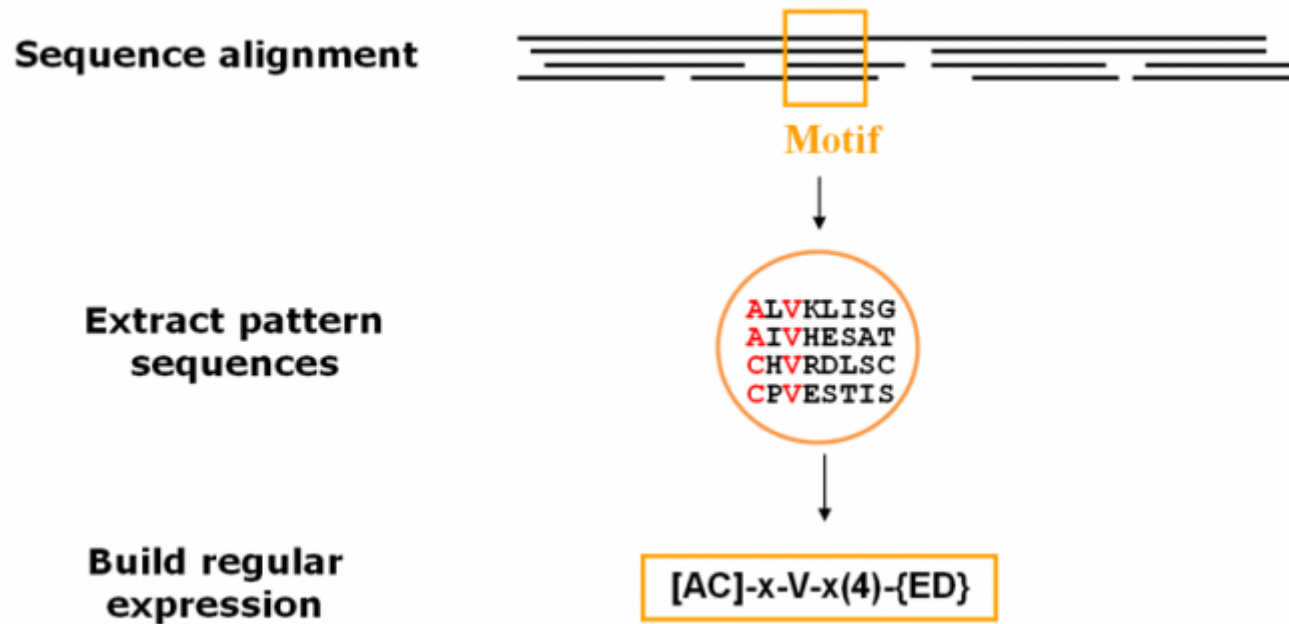 Sequence alignment
Motif
Extract pattern
sequences
ALVKLISG
AIVHESAT
CHVRDLSC
CPVESTIS
Build regular
expression
[AC]-x-V-x(4)-{ED}